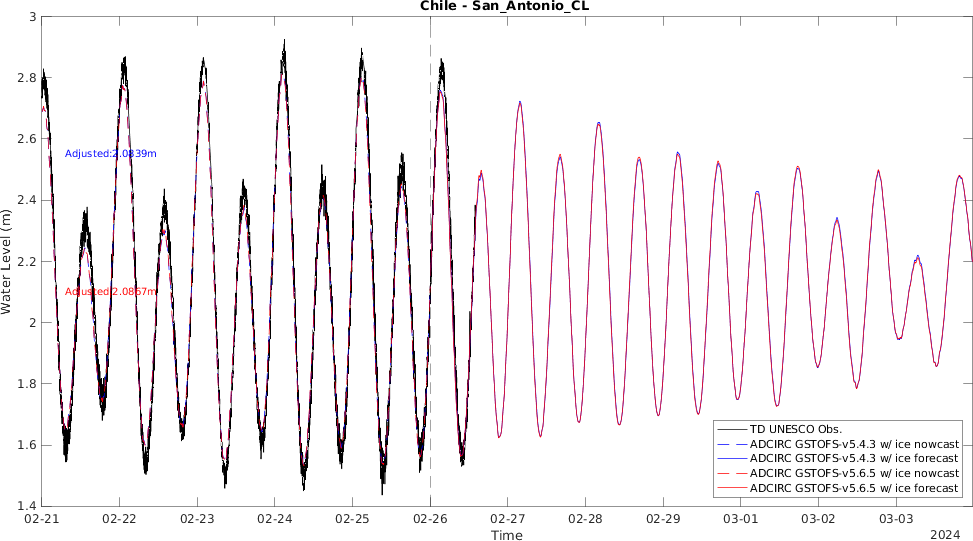 Chile - San_Antonio_CL
3
2.8
2.6
2.4
2.2
2
1.8
1.6
1.4
Water Level (m)
Adjusted:2.0839m
Adjusted:2.0867m
TD UNESCO Obs.
ADCIRC GSTOFS-v5.4.3 w/ ice nowcast
ADCIRC GSTOFS-v5.4.3 w/ ice forecast
ADCIRC GSTOFS-v5.6.5 w/ ice nowcast
ADCIRC GSTOFS-v5.6.5 w/ ice forecast
02-21 02-22 02-23 02-24 02-25 02-26 02-27 02-28 02-29 03-01 03-02 03-03
Time
2024